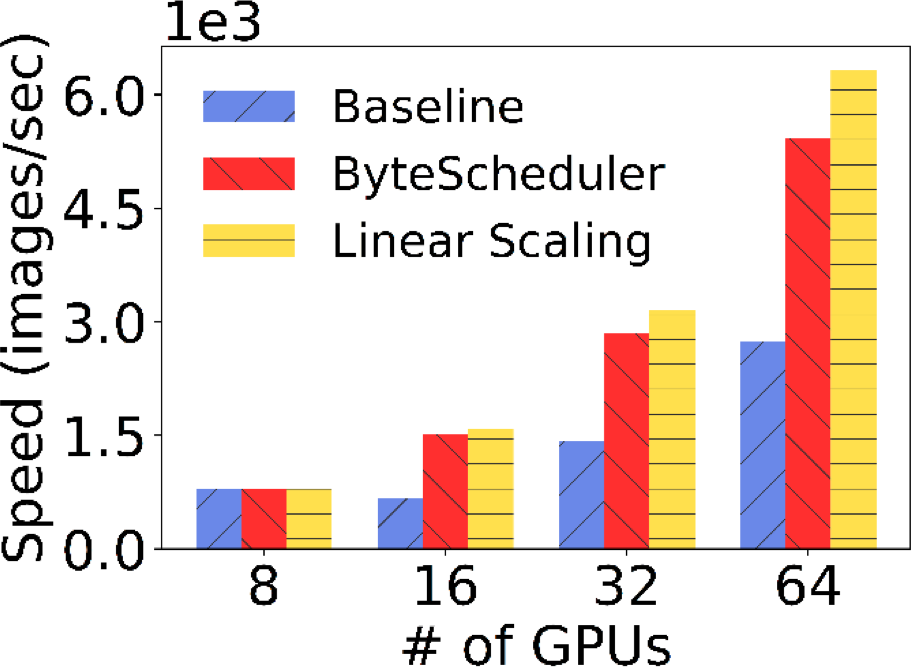 1e3
Speed (images/sec)
6.0
4.5
3.0
1.5
0.0
Baseline
ByteScheduler
Linear Scaling
8 16 32 64
# of GPUs